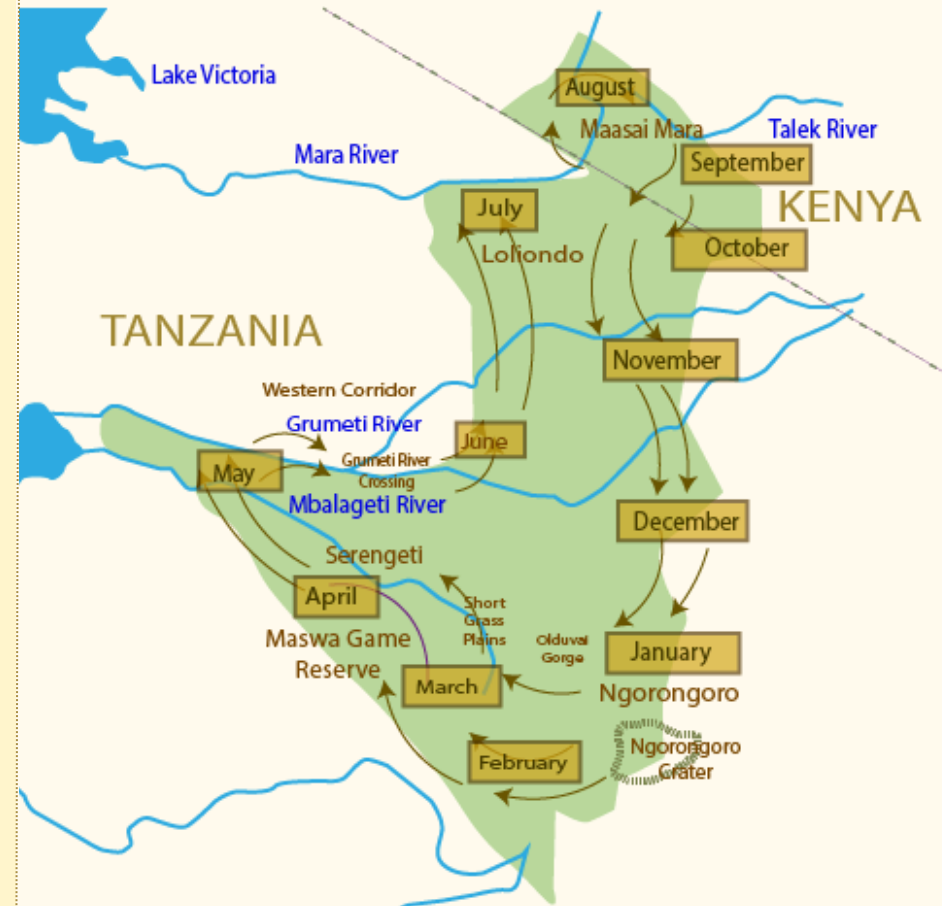 Lake Victoria
August
Maasai Mara
Talek River
Mara River
September
KENYA
July
October
Loliondo
TANZANIA
November
Western Corridor
Grumeti River
June
Grumeti River
Crossing
May
Mbalageti River
December
Serengeti
April
Short
Grass
Plains
Olduvai
Gorge
Maswa Game
Reserve
January
March
Ngorongoro
February
Ngorongoro
Crater